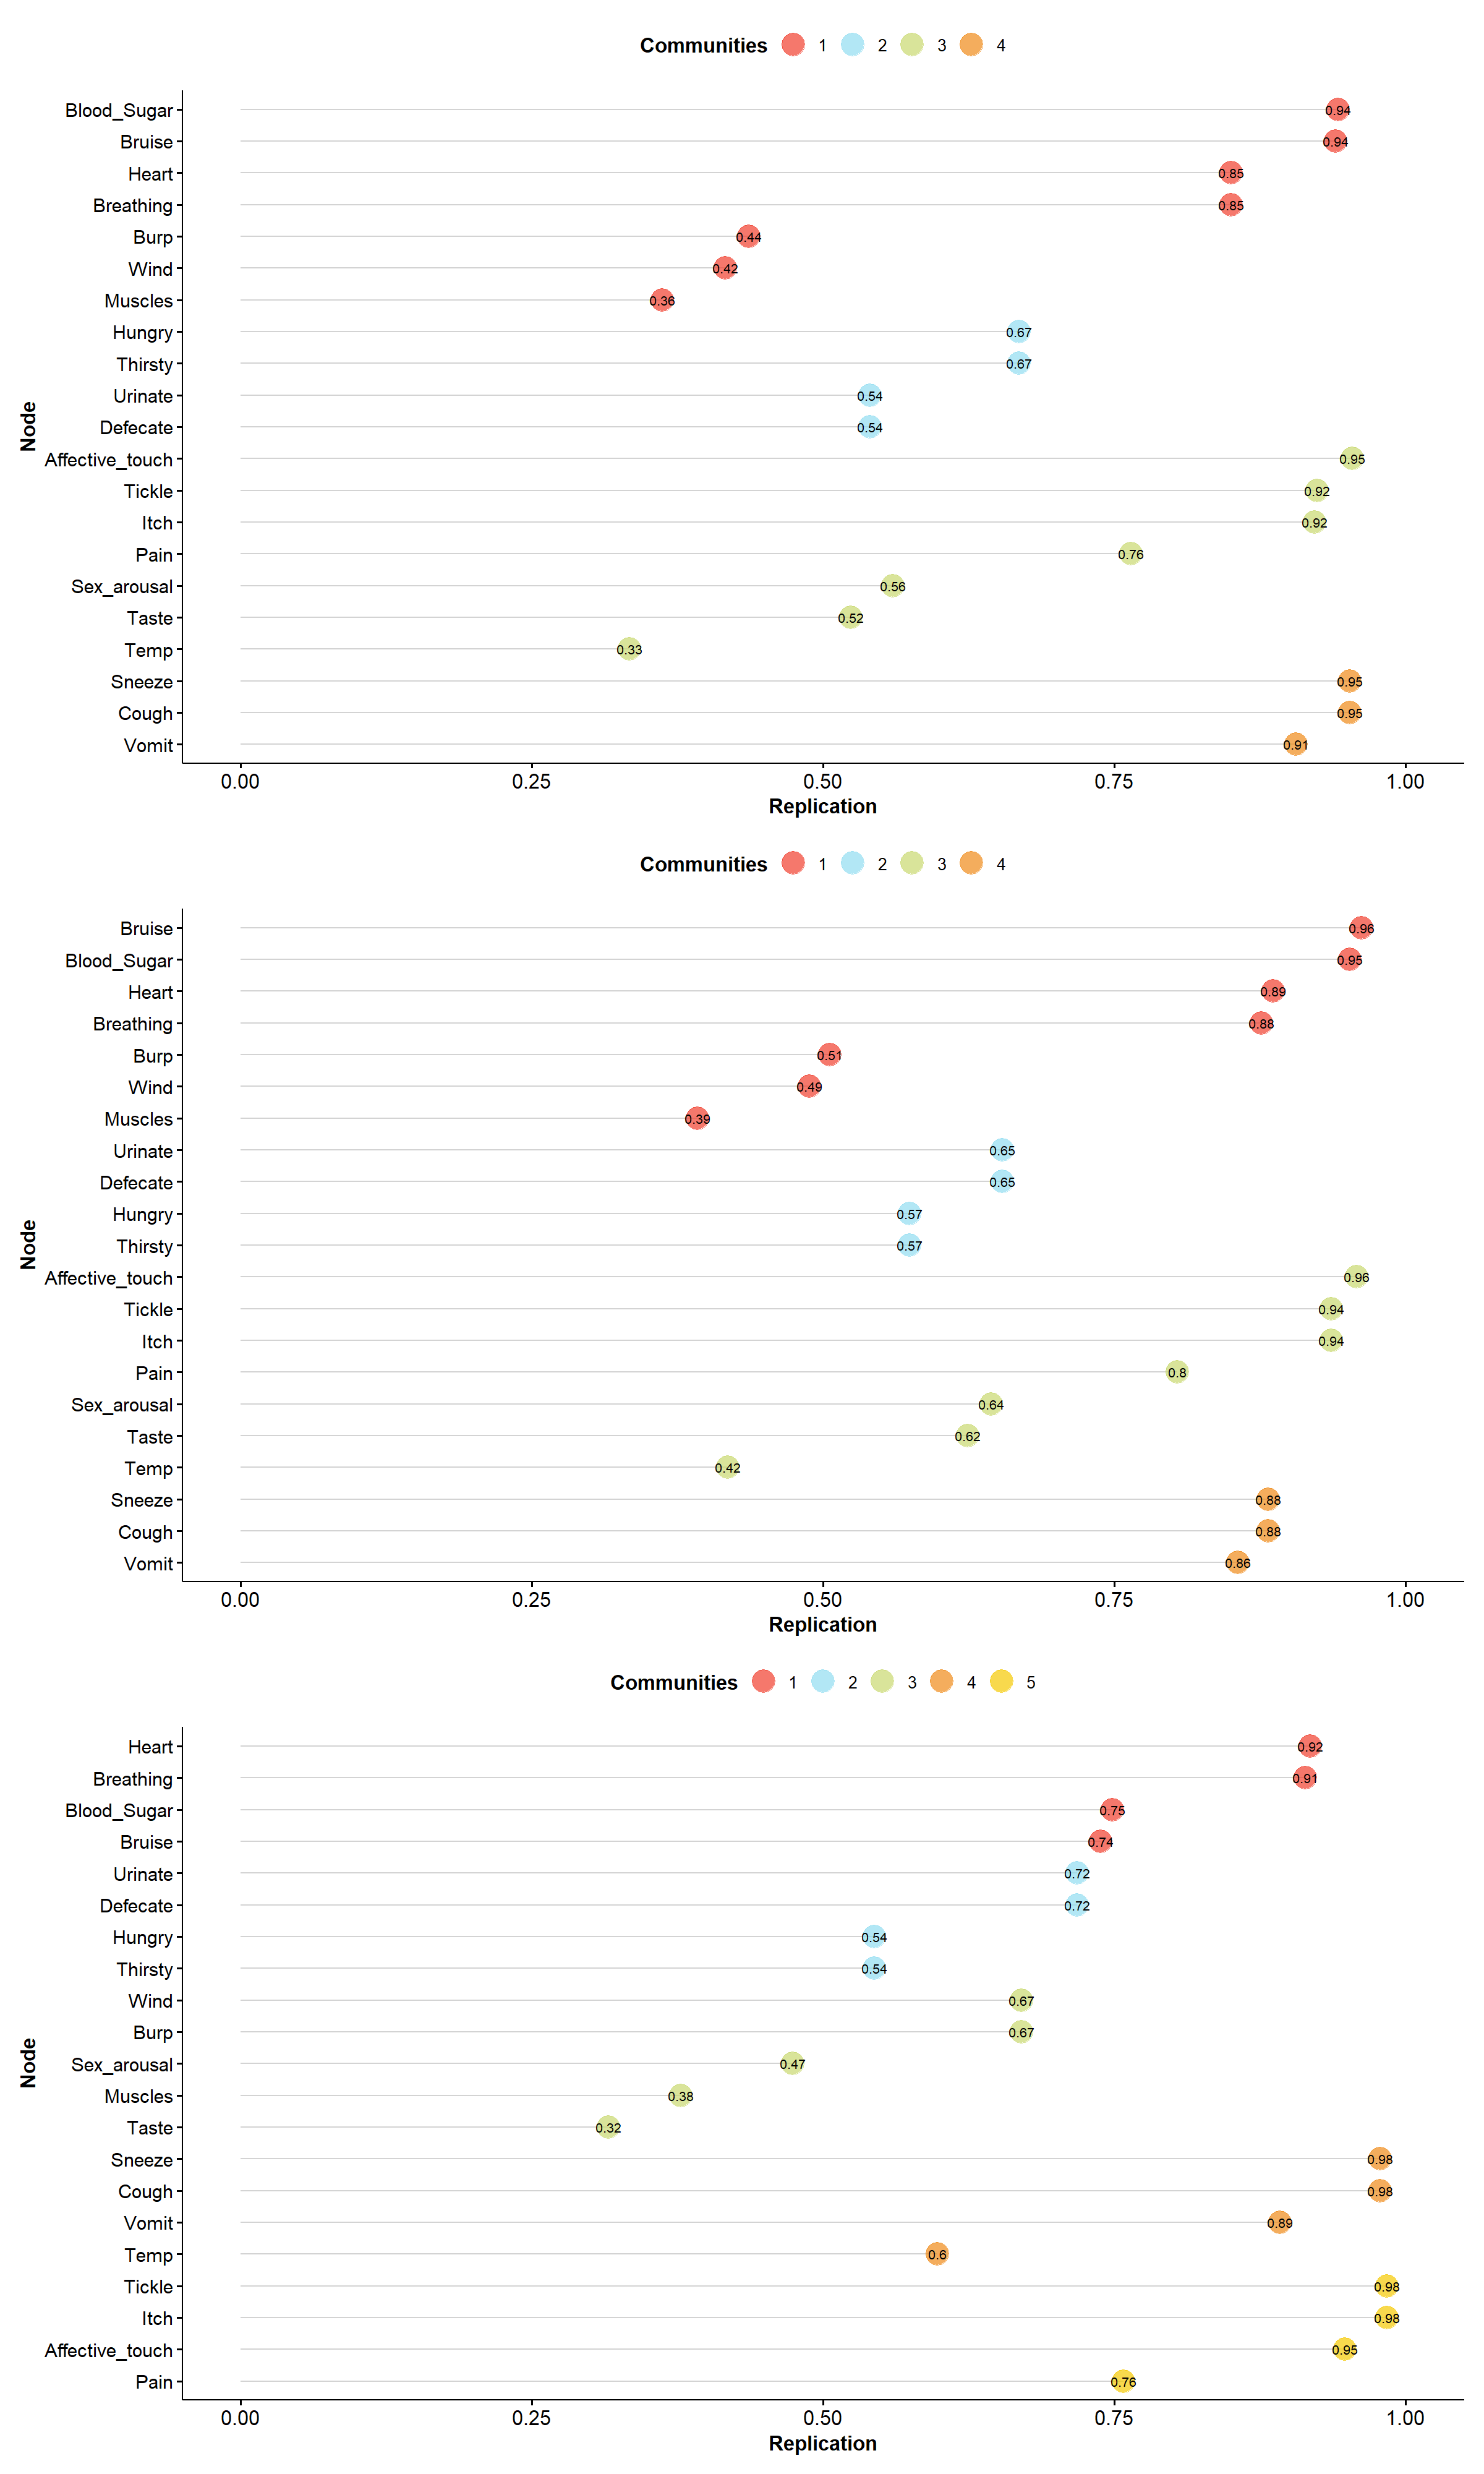 Communities 1 2 3 4
Blood_Sugar 0.94
Bruise 0.94
Heart 0.85
Breathing 0.85
Burp 0.44
Wind 0.42
Muscles 0.36
Hungry 0.67
Thirsty 0.67
Urinate 0.54
Defecate 0.54
Node
Affective_touch 0.95
Tickle 0.92
Itch 0.92
Pain 0.76
Sex_arousal 0.56
Taste 0.52
Temp 0.33
Sneeze 0.95
Cough 0.95
Vomit 0.91
0.00 0.25 0.50 0.75 1.00
Replication
Communities 1 2 3 4
Bruise 0.96
Blood_Sugar 0.95
Heart 0.89
Breathing 0.88
Burp 0.51
Wind 0.49
Muscles 0.39
Urinate 0.65
Defecate 0.65
Hungry 0.57
Thirsty 0.57
Node
Affective_touch 0.96
Tickle 0.94
Itch 0.94
Pain 0.8
Sex_arousal 0.64
Taste 0.62
Temp 0.42
Sneeze 0.88
Cough 0.88
Vomit 0.86
0.00 0.25 0.50 0.75 1.00
Replication
Communities 1 2 3 4 5
Heart 0.92
Breathing 0.91
Blood_Sugar 0.75
Bruise 0.74
Urinate 0.72
Defecate 0.72
Hungry 0.54
Thirsty 0.54
Wind 0.67
Burp 0.67
Node
Sex_arousal 0.47
Muscles 0.38
Taste 0.32
Sneeze 0.98
Cough 0.98
Vomit 0.89
Temp 0.6
Tickle 0.98
Itch 0.98
Affective_touch 0.95
Pain 0.76
0.00 0.25 0.50 0.75 1.00
Replication